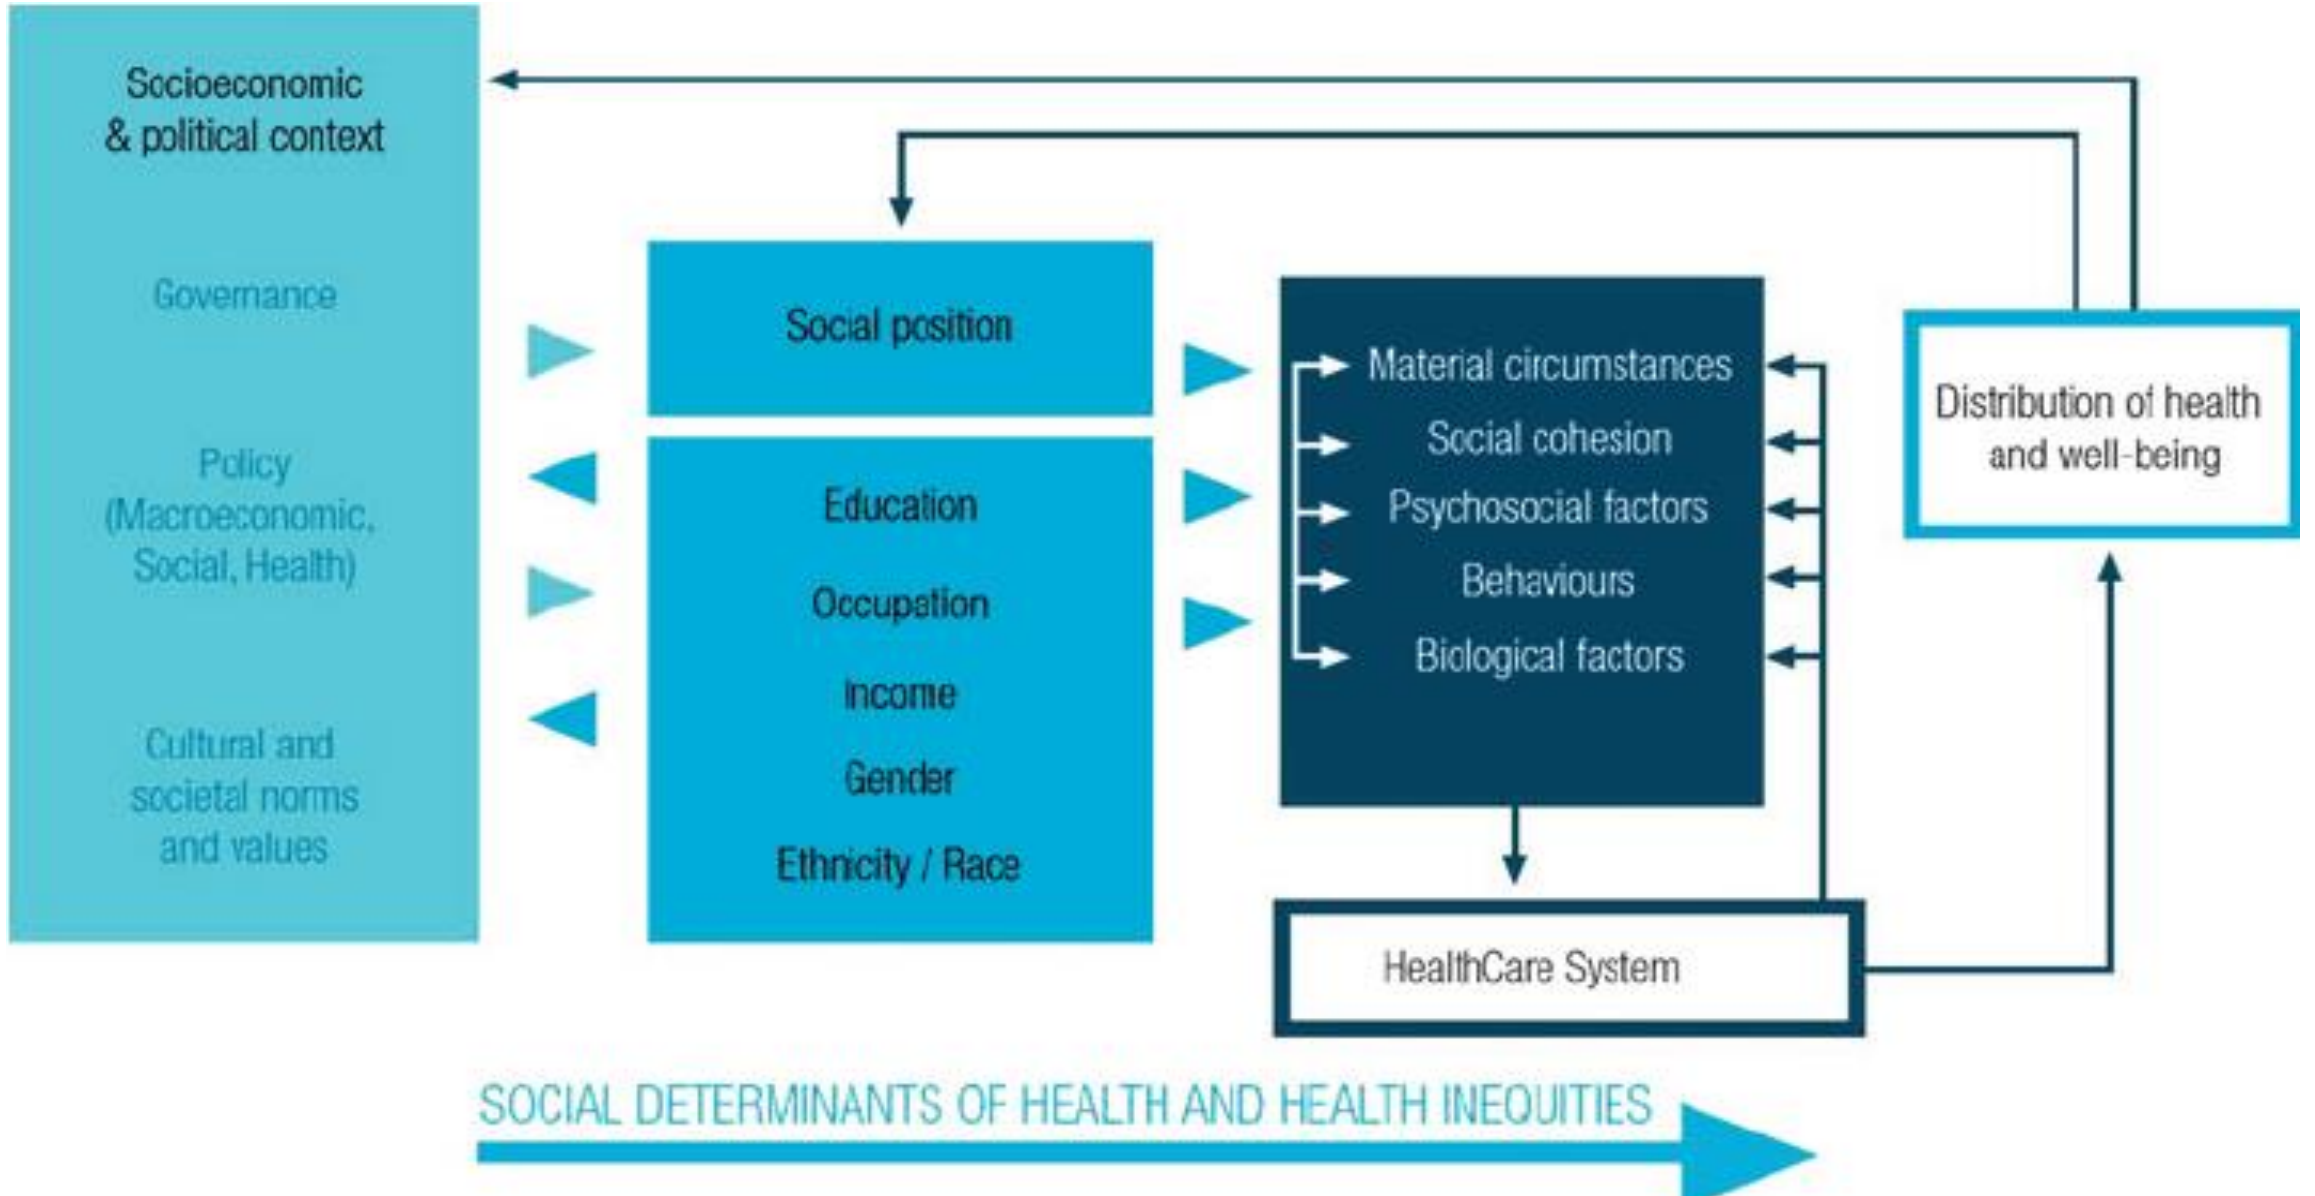 Socioeconomic
& political context
Governance
Policy
(Macroeconomic,
Social, Health)
Cultural and
societal norms
and values
Social position
Education
Occupation
Income
Gender
Ethnicity / Race
Material circumstances
Social cohesion
Psychosocial factors
Behaviours
Biological factors
HealthCare System
Distribution of health
and well-being
SOCIAL DETERMINANTS OF HEALTH AND HEALTH INEQUITIES